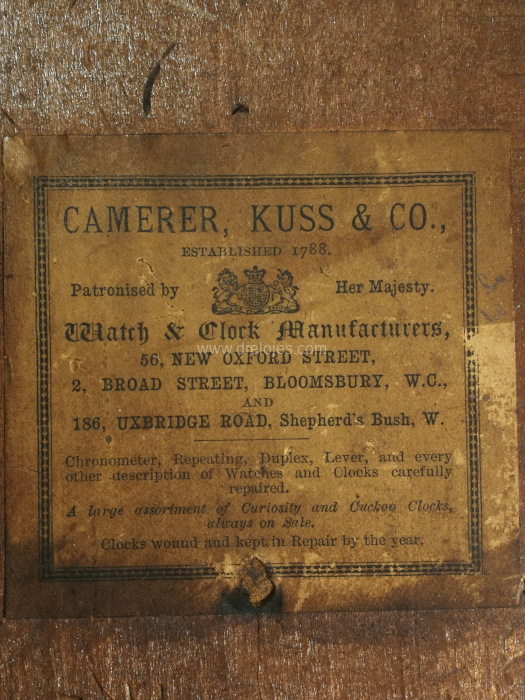 CAMERER, KUSS & CO.,
ESTABLISHED 1788.
Patronised by Her Majesty.
Watch & Clock Manufacturers,
www.drelojes.com
56, NEW OXFORD STREET,
2, BROAD STREET, BLOOMSBURY, W.C.,
AND
186, UXBRIDGE ROAD, Shepherd's Bush, W.
Chronometer, Repeating, Duplex, Lever, and every
other description of Watches and Clocks carefully
repaired.
A large assortment of Curiosity and Cuckoo Clocks,
always on Sale.
Clocks wound and kept in Repair by the year.